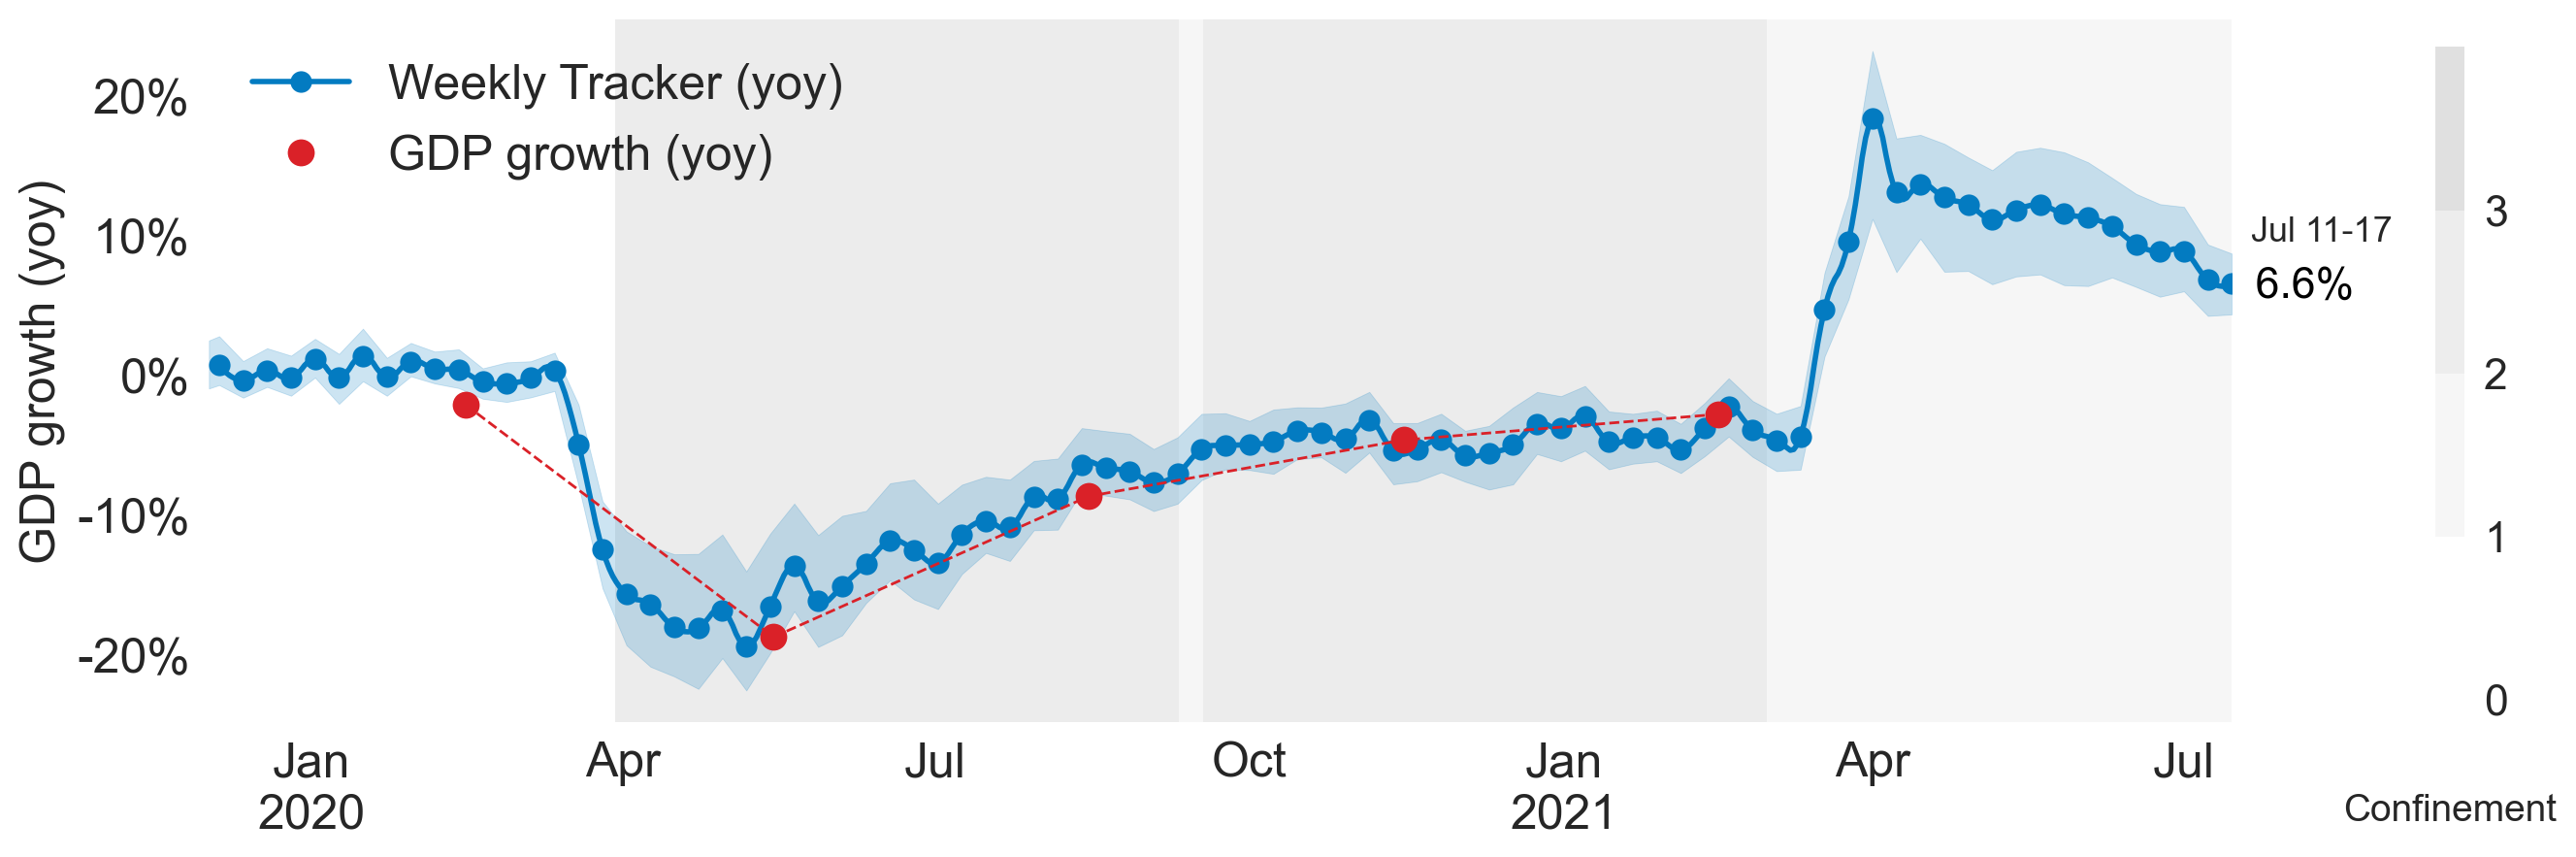 Weekly Tracker (yoy)
GDP growth (yoy)
GDP growth (yoy)
20%
10%
0%
-10%
-20%
Jan
2020
Apr
Jul
Oct
Jan
2021
Apr
Jul
Jul 11-17
6.6%
3
2
1
0
Confinement